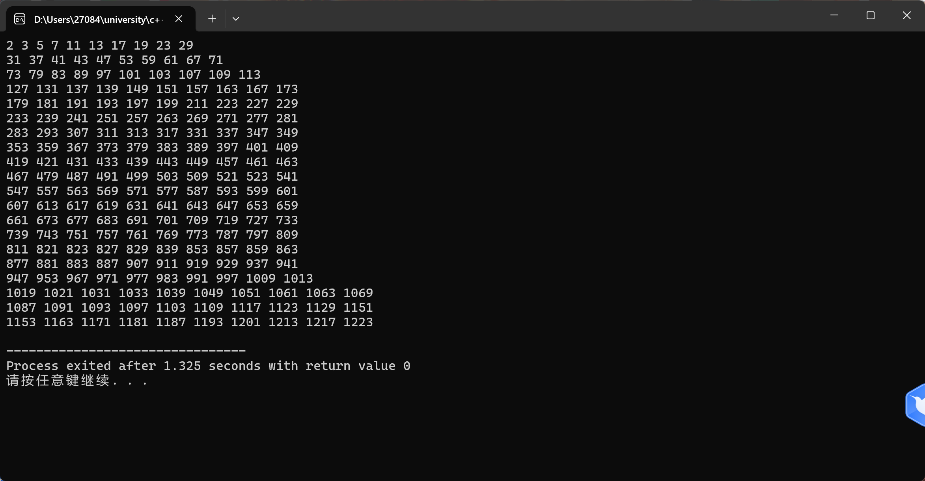 D:\Users\27084\university\c+
2 3 5 7 11 13 17 19 23 29
31 37 41 43 47 53 59 61 67 71
73 79 83 89 97 101 103 107 109 113
127 131 137 139 149 151 157 163 167 173
179 181 191 193 197 199 211 223 227 229
233 239 241 251 257 263 269 271 277 281
283 293 307 311 313 317 331 337 347 349
353 359 367 373 379 383 389 397 401 409
419 421 431 433 439 443 449 457 461 463
467 479 487 491 499 503 509 521 523 541
547 557 563 569 571 577 587 593 599 601
607 613 617 619 631 641 643 647 653 659
661 673 677 683 691 701 709 719 727 733
739 743 751 757 761 769 773 787 797 809
811 821 823 827 829 839 853 857 859 863
877 881 883 887 907 911 919 929 937 941
947 953 967 971 977 983 991 997 1009 1013
1019 1021 1031 1033 1039 1049 1051 1061 1063 1069
1087 1091 1093 1097 1103 1109 1117 1123 1129 1151
1153 1163 1171 1181 1187 1193 1201 1213 1217 1223
--------------------------------
Process exited after 1.325 seconds with return value 0
请按任意键继续. . .